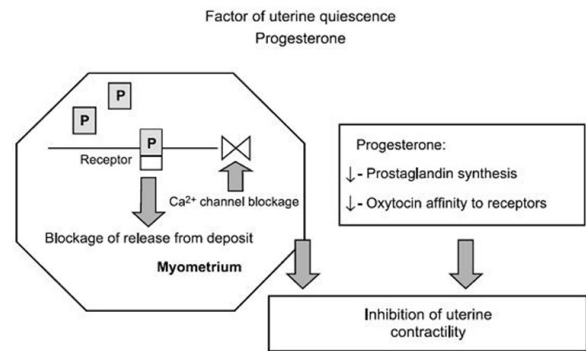 Factor of uterine quiescence
Progesterone
P
P
P
Receptor
Ca²⁺ channel blockage
Blockage of release from deposit
Myometrium
Progesterone:
↓- Prostaglandin synthesis
↓- Oxytocin affinity to receptors
Inhibition of uterine
contractility